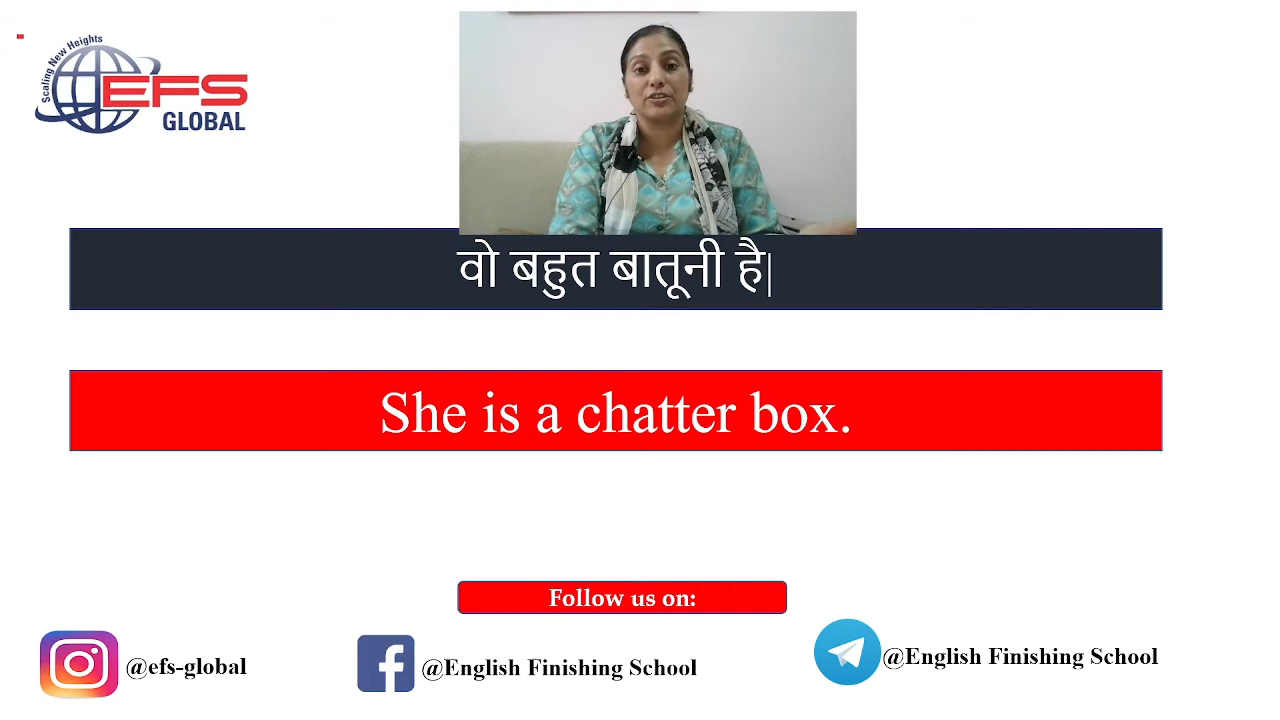 Scaling New Heights
EFS
GLOBAL
वो बहुत बातूनी है|
She is a chatter box.
Follow us on:
@efs-global
@English Finishing School
@English Finishing School